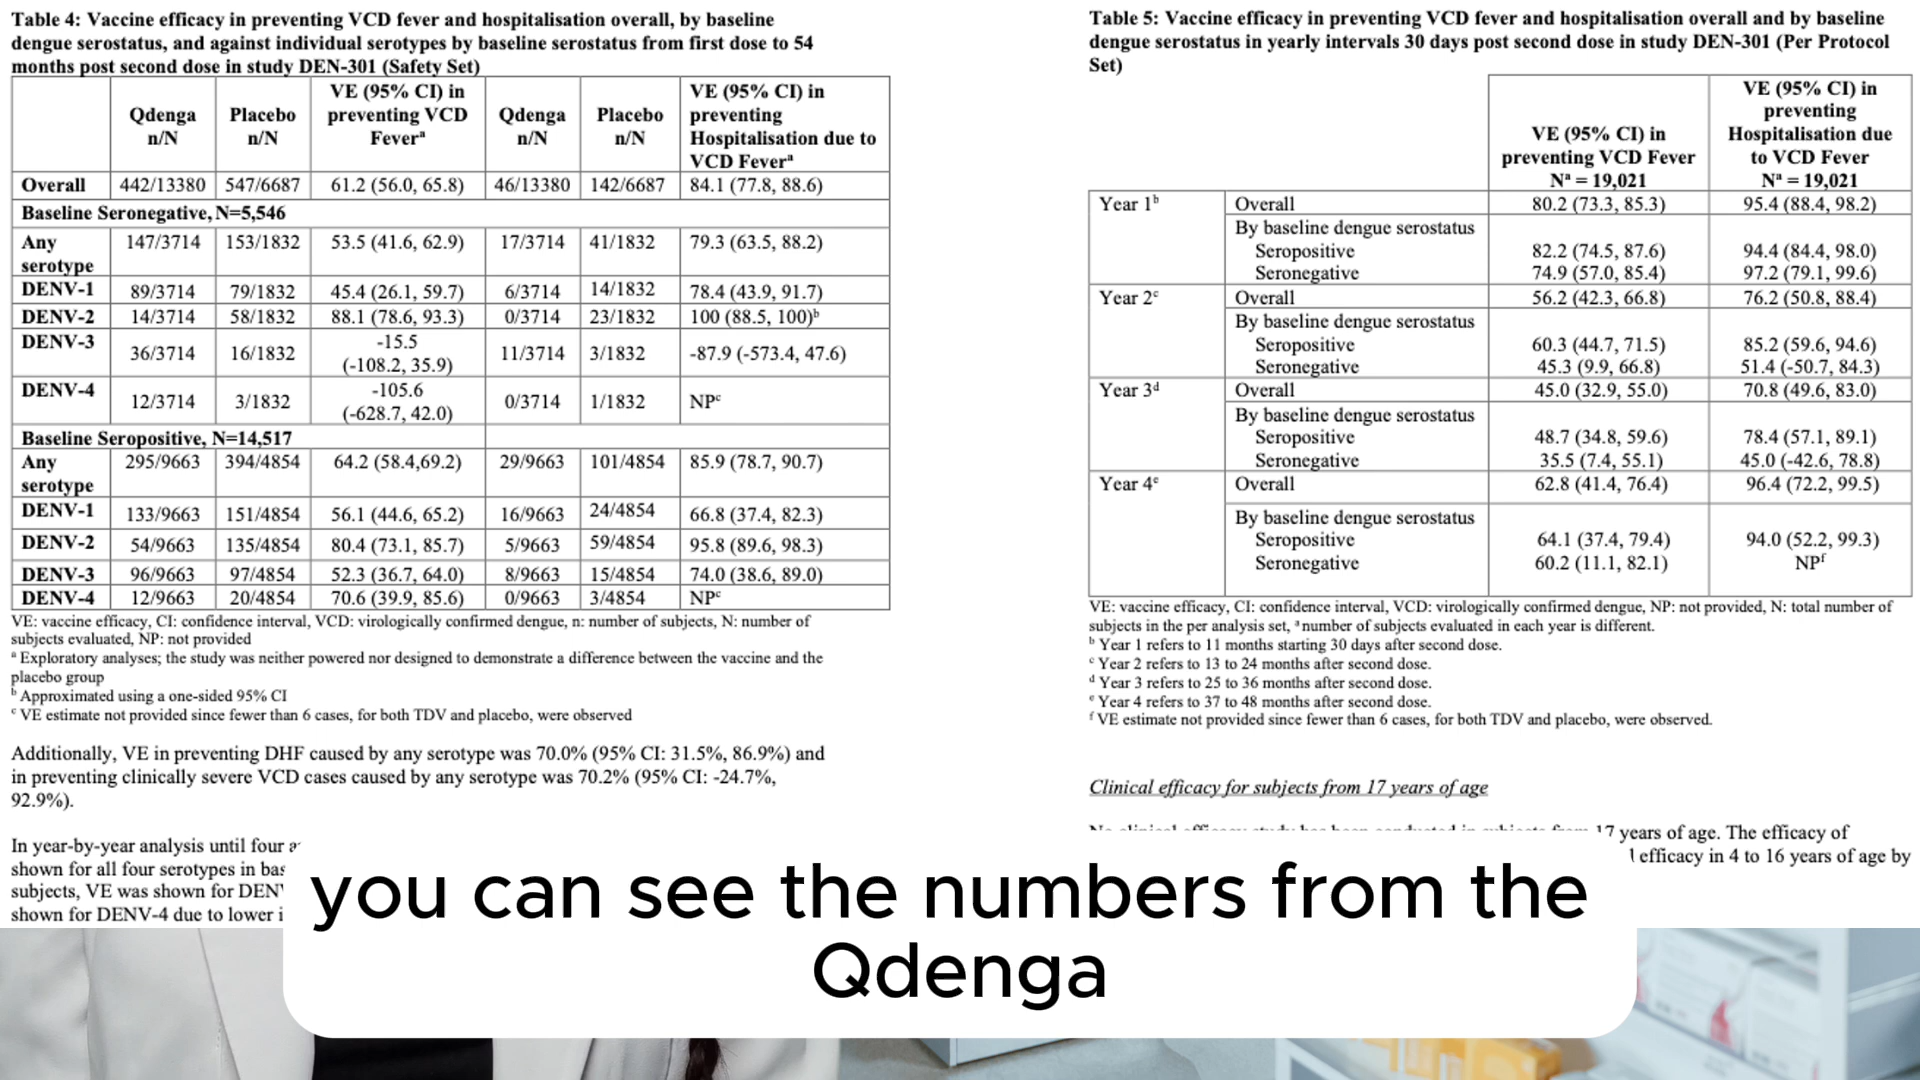 Table 4: Vaccine efficacy in preventing VCD fever and hospitalisation overall, by baseline
dengue serostatus, and against individual serotypes by baseline serostatus from first dose to 54
months post second dose in study DEN-301 (Safety Set)
Qdenga n/N Placebo n/N VE (95% CI) in preventing VCD Feverᵃ Qdenga n/N Placebo n/N VE (95% CI) in preventing Hospitalisation due to VCD Feverᵃ
Overall 442/13380 547/6687 61.2 (56.0, 65.8) 46/13380 142/6687 84.1 (77.8, 88.6)
Baseline Seronegative, N=5,546
Any serotype 147/3714 153/1832 53.5 (41.6, 62.9) 17/3714 41/1832 79.3 (63.5, 88.2)
DENV-1 89/3714 79/1832 45.4 (26.1, 59.7) 6/3714 14/1832 78.4 (43.9, 91.7)
DENV-2 14/3714 58/1832 88.1 (78.6, 93.3) 0/3714 23/1832 100 (88.5, 100)ᵇ
DENV-3 36/3714 16/1832 -15.5 (-108.2, 35.9) 11/3714 3/1832 -87.9 (-573.4, 47.6)
DENV-4 12/3714 3/1832 -105.6 (-628.7, 42.0) 0/3714 1/1832 NPᶜ
Baseline Seropositive, N=14,517
Any serotype 295/9663 394/4854 64.2 (58.4,69.2) 29/9663 101/4854 85.9 (78.7, 90.7)
DENV-1 133/9663 151/4854 56.1 (44.6, 65.2) 16/9663 24/4854 66.8 (37.4, 82.3)
DENV-2 54/9663 135/4854 80.4 (73.1, 85.7) 5/9663 59/4854 95.8 (89.6, 98.3)
DENV-3 96/9663 97/4854 52.3 (36.7, 64.0) 8/9663 15/4854 74.0 (38.6, 89.0)
DENV-4 12/9663 20/4854 70.6 (39.9, 85.6) 0/9663 3/4854 NPᶜ
VE: vaccine efficacy, CI: confidence interval, VCD: virologically confirmed dengue, n: number of subjects, N: number of
subjects evaluated, NP: not provided
ᵃ Exploratory analyses; the study was neither powered nor designed to demonstrate a difference between the vaccine and the
placebo group
ᵇ Approximated using a one-sided 95% CI
ᶜ VE estimate not provided since fewer than 6 cases, for both TDV and placebo, were observed
Additionally, VE in preventing DHF caused by any serotype was 70.0% (95% CI: 31.5%, 86.9%) and
in preventing clinically severe VCD cases caused by any serotype was 70.2% (95% CI: -24.7%,
92.9%).
In year-by-year analysis until four
shown for all four serotypes in
subjects, VE was shown for
shown for DENV-4 due to lower
Table 5: Vaccine efficacy in preventing VCD fever and hospitalisation overall and by baseline
dengue serostatus in yearly intervals 30 days post second dose in study DEN-301 (Per Protocol
Set)
VE (95% CI) in preventing VCD Fever Nᵃ = 19,021 VE (95% CI) in preventing Hospitalisation due to VCD Fever Nᵃ = 19,021
Year 1ᵇ Overall 80.2 (73.3, 85.3) 95.4 (88.4, 98.2)
By baseline dengue serostatus
Seropositive 82.2 (74.5, 87.6) 94.4 (84.4, 98.0)
Seronegative 74.9 (57.0, 85.4) 97.2 (79.1, 99.6)
Year 2ᶜ Overall 56.2 (42.3, 66.8) 76.2 (50.8, 88.4)
By baseline dengue serostatus
Seropositive 60.3 (44.7, 71.5) 85.2 (59.6, 94.6)
Seronegative 45.3 (9.9, 66.8) 51.4 (-50.7, 84.3)
Year 3ᵈ Overall 45.0 (32.9, 55.0) 70.8 (49.6, 83.0)
By baseline dengue serostatus
Seropositive 48.7 (34.8, 59.6) 78.4 (57.1, 89.1)
Seronegative 35.5 (7.4, 55.1) 45.0 (-42.6, 78.8)
Year 4ᵉ Overall 62.8 (41.4, 76.4) 96.4 (72.2, 99.5)
By baseline dengue serostatus
Seropositive 64.1 (37.4, 79.4) 94.0 (52.2, 99.3)
Seronegative 60.2 (11.1, 82.1) NPᶠ
VE: vaccine efficacy, CI: confidence interval, VCD: virologically confirmed dengue, NP: not provided, N: total number of
subjects in the per analysis set, ᵃ number of subjects evaluated in each year is different.
ᵇ Year 1 refers to 11 months starting 30 days after second dose.
ᶜ Year 2 refers to 13 to 24 months after second dose.
ᵈ Year 3 refers to 25 to 36 months after second dose.
ᵉ Year 4 refers to 37 to 48 months after second dose.
ᶠ VE estimate not provided since fewer than 6 cases, for both TDV and placebo, were observed.
Clinical efficacy for subjects from 17 years of age
17 years of age. The efficacy of
efficacy in 4 to 16 years of age by
you can see the numbers from the
Qdenga